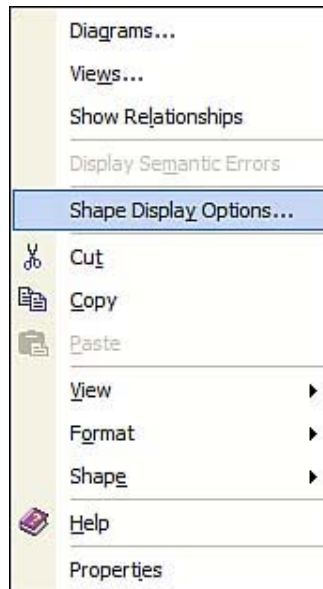 Diagrams...
Views...
Show Relationships
Display Semantic Errors
Shape Display Options...
Cut
Copy
Paste
View
Format
Shape
Help
Properties